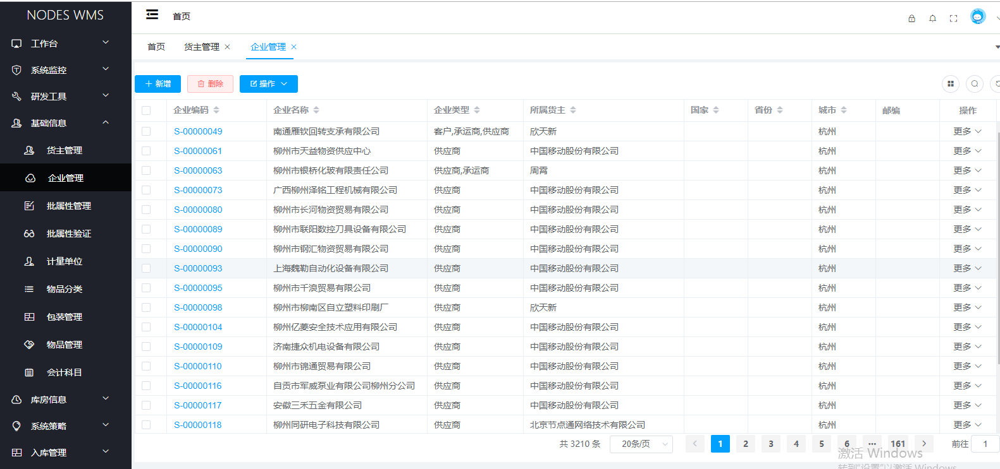 NODES WMS
首页
工作台
系统监控
研发工具
基础信息
货主管理
企业管理
批属性管理
批属性验证
计量单位
物品分类
包装管理
物品管理
会计科目
库房信息
系统策略
入库管理
首页 货主管理 企业管理
新增 删除 操作
企业编码 企业名称 企业类型 所属货主 国家 省份 城市 邮编 操作
S-00000049 南通雁钦回转支承有限公司 客户,承运商,供应商 欣天新 杭州 更多
S-00000061 柳州市天益物资供应中心 供应商 中国移动股份有限公司 杭州 更多
S-00000063 柳州市银桥化玻有限责任公司 供应商,承运商 周霄 杭州 更多
S-00000073 广西柳州泽铭工程机械有限公司 供应商 中国移动股份有限公司 杭州 更多
S-00000080 柳州市长河物资贸易有限公司 供应商 中国移动股份有限公司 杭州 更多
S-00000089 柳州市联阳数控刀具设备有限公司 供应商 中国移动股份有限公司 杭州 更多
S-00000090 柳州市钢汇物资贸易有限公司 供应商 中国移动股份有限公司 杭州 更多
S-00000093 上海魏勒自动化设备有限公司 供应商 中国移动股份有限公司 杭州 更多
S-00000095 柳州市千浪贸易有限公司 供应商 中国移动股份有限公司 杭州 更多
S-00000098 柳州市柳南区自立塑料印刷厂 供应商 欣天新 杭州 更多
S-00000104 柳州亿菱安全技术应用有限公司 供应商 中国移动股份有限公司 杭州 更多
S-00000109 济南捷众机电设备有限公司 供应商 中国移动股份有限公司 杭州 更多
S-00000110 柳州市锦通贸易有限公司 供应商 中国移动股份有限公司 杭州 更多
S-00000116 自贡市军威泵业有限公司柳州分公司 供应商 中国移动股份有限公司 杭州 更多
S-00000117 安徽三禾五金有限公司 供应商 中国移动股份有限公司 杭州 更多
S-00000118 柳州同研电子科技有限公司 供应商 北京节点通网络技术有限公司 杭州 更多
共 3210 条 20条/页 1 2 3 4 5 6 ··· 161 前往 1
激活 Windows
转到"设置"以激活 Windows